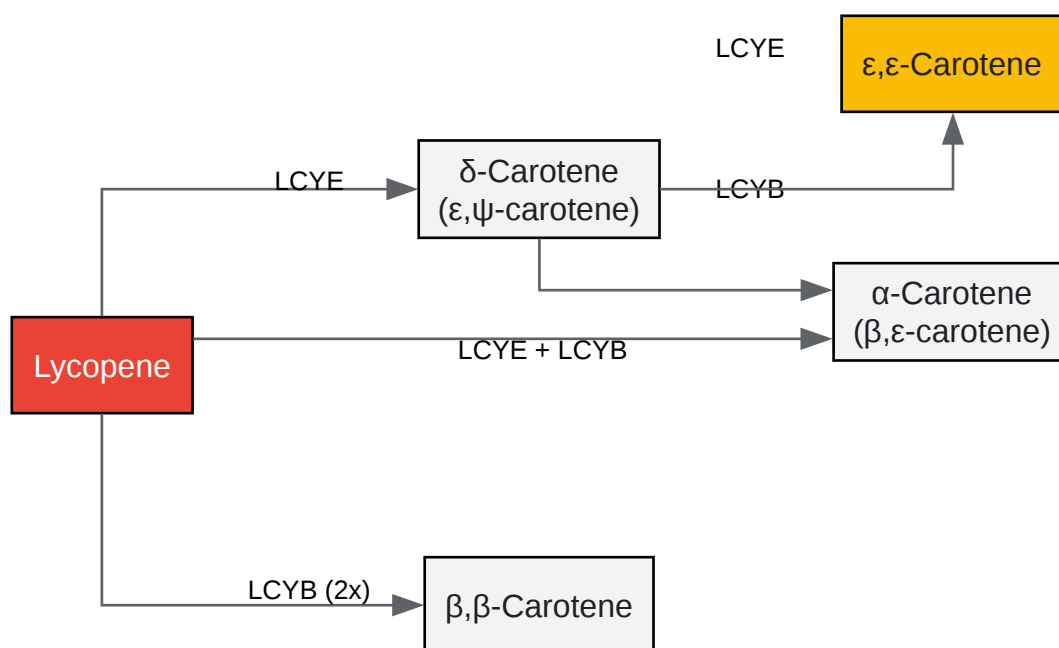 LCYE
ε,ε-Carotene
δ-Carotene
(ε,ψ-carotene)
LCYE
LCYB
α-Carotene
(β,ε-carotene)
Lycopene
LCYE + LCYB
LCYB (2x)
β,β-Carotene